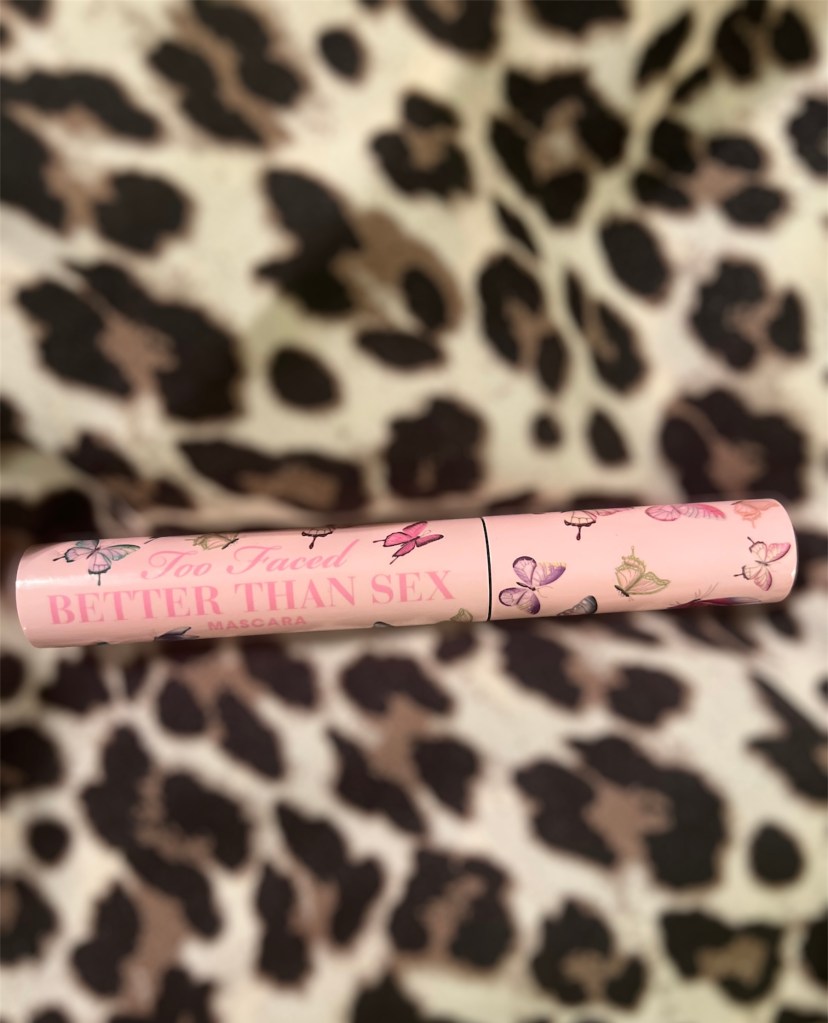 Too Faced
BETTER THAN SEX
MASCARA